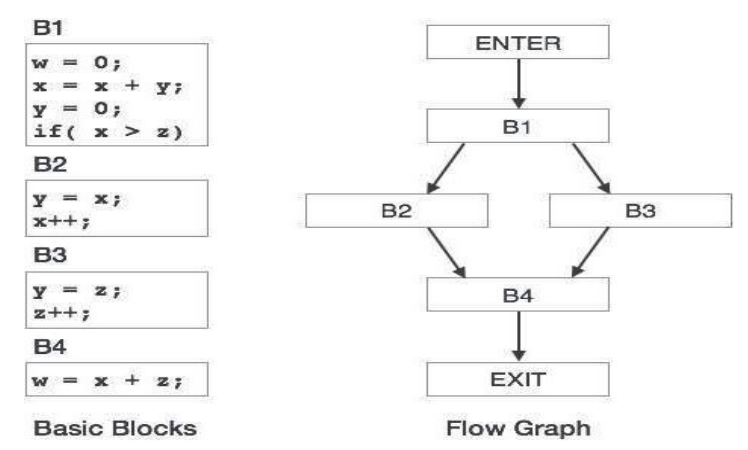 B1
w = 0;
x = x + y;
y = 0;
if( x > z)
B2
y = x;
x++;
B3
y = z;
z++;
B4
w = x + z;
Basic Blocks
ENTER
B1
B2
B3
B4
EXIT
Flow Graph